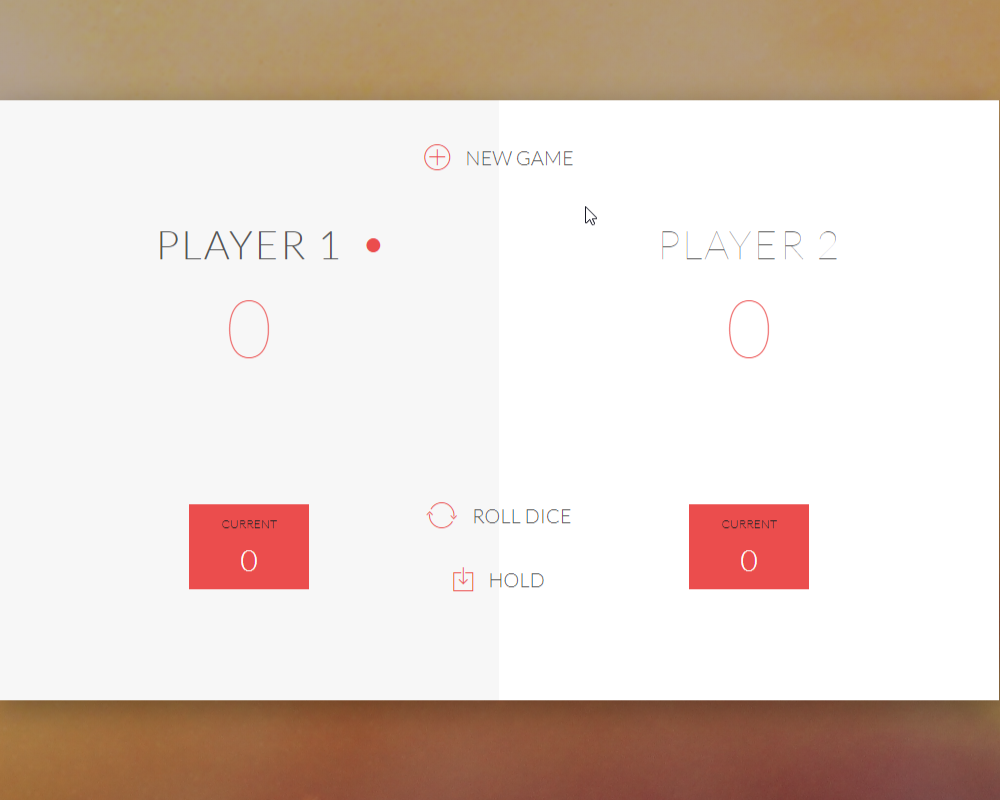 NEW GAME
PLAYER 1
0
PLAYER 2
0
CURRENT
0
ROLL DICE
HOLD
CURRENT
0